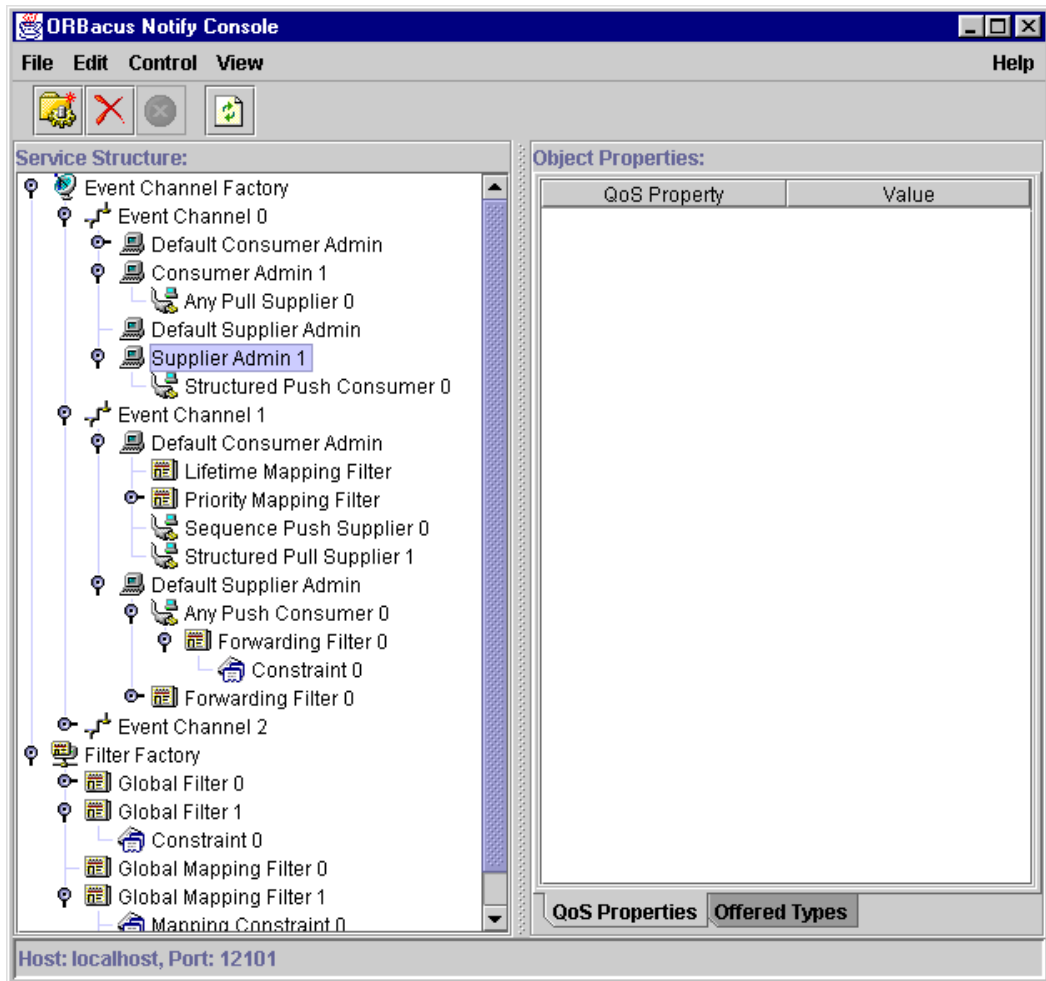 ORBacus Notify Console
File Edit Control View Help
Service Structure:
Event Channel Factory
Event Channel 0
Default Consumer Admin
Consumer Admin 1
Any Pull Supplier 0
Default Supplier Admin
Supplier Admin 1
Structured Push Consumer 0
Event Channel 1
Default Consumer Admin
Lifetime Mapping Filter
Priority Mapping Filter
Sequence Push Supplier 0
Structured Pull Supplier 1
Default Supplier Admin
Any Push Consumer 0
Forwarding Filter 0
Constraint 0
Forwarding Filter 0
Event Channel 2
Filter Factory
Global Filter 0
Global Filter 1
Constraint 0
Global Mapping Filter 0
Global Mapping Filter 1
Mapping Constraint 0
Object Properties:
QoS Property Value
QoS Properties Offered Types
Host: localhost, Port: 12101